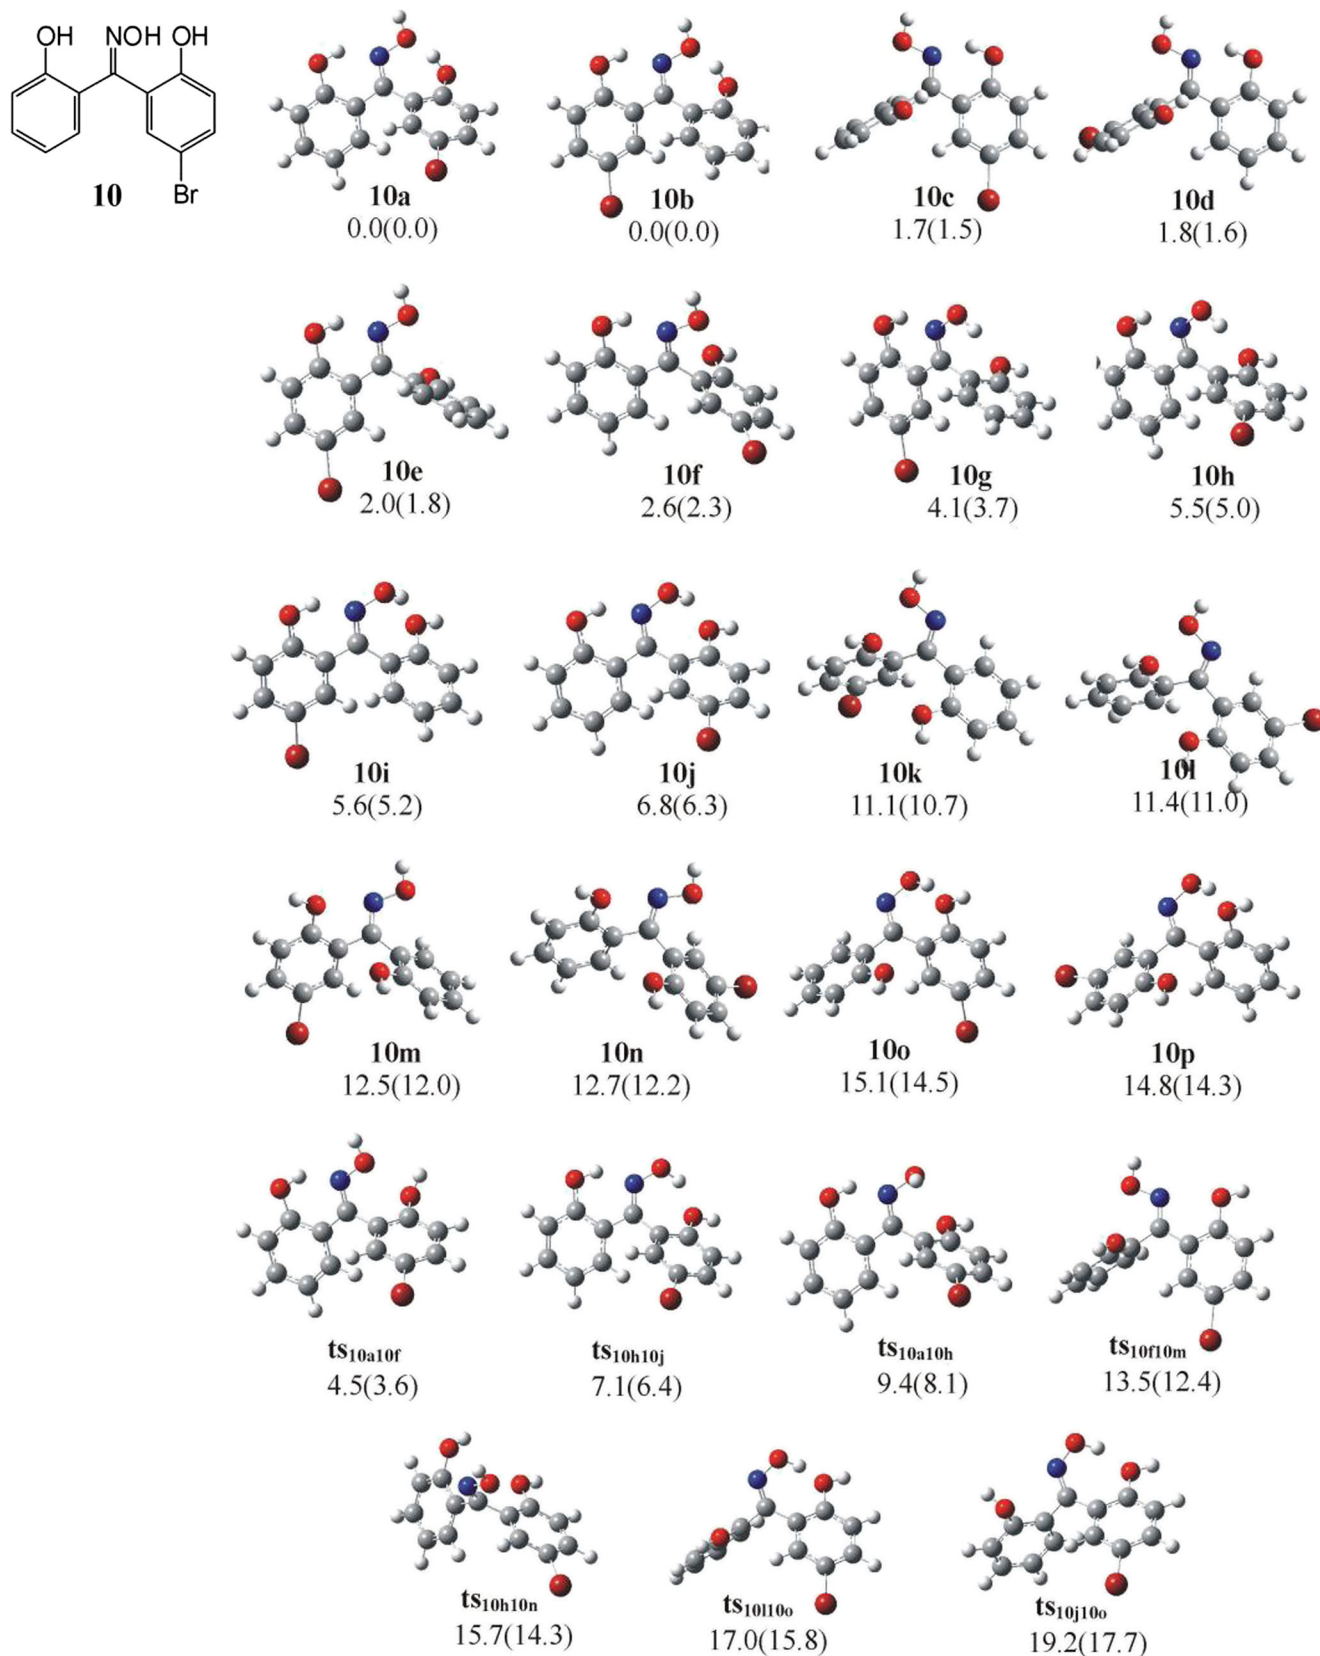 OH NOH OH
Br
10
10a 10b 10c 10d
0.0(0.0) 0.0(0.0) 1.7(1.5) 1.8(1.6)
10e 10f 10g 10h
2.0(1.8) 2.6(2.3) 4.1(3.7) 5.5(5.0)
10i 10j 10k 10l
5.6(5.2) 6.8(6.3) 11.1(10.7) 11.4(11.0)
10m 10n 10o 10p
12.5(12.0) 12.7(12.2) 15.1(14.5) 14.8(14.3)
ts10a10f ts10h10j ts10a10h ts10f10m
4.5(3.6) 7.1(6.4) 9.4(8.1) 13.5(12.4)
ts10h10n ts10l10o ts10j10o
15.7(14.3) 17.0(15.8) 19.2(17.7)